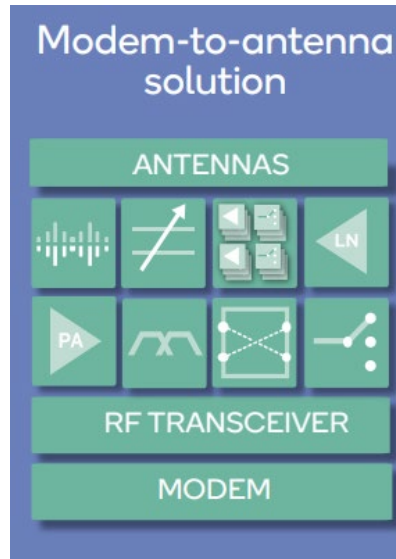 Modem-to-antenna
solution
ANTENNAS
LN
PA
RF TRANSCEIVER
MODEM